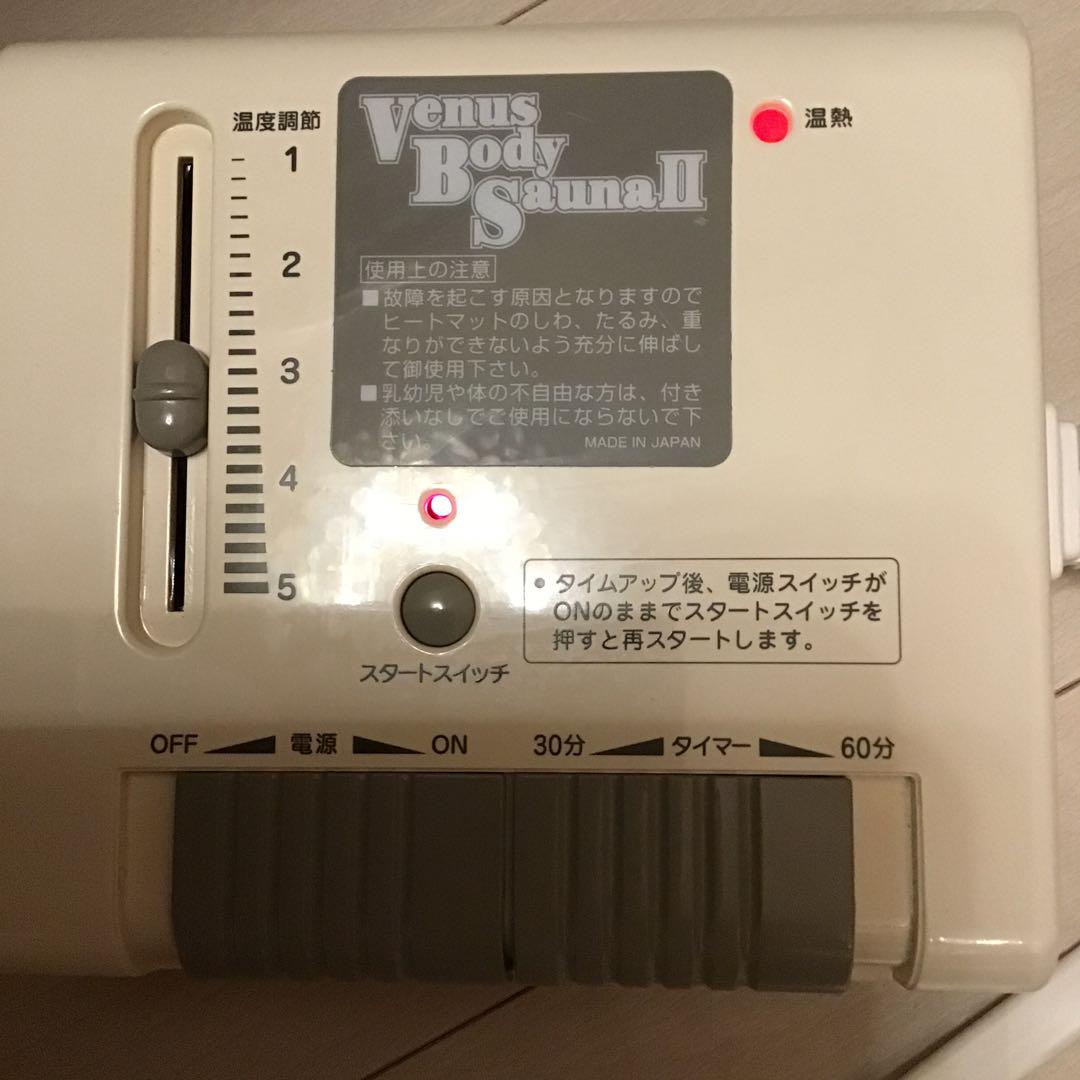 温度調節
1
2
3
4
5
Venus
Body
Sauna II
使用上の注意
■故障を起こす原因となりますので
ヒートマットのしわ、たるみ、重
なりができないよう充分に伸ばし
て御使用下さい。
■乳幼児や体の不自由な方は、付き
添いなしでご使用にならないで下
さい。
MADE IN JAPAN
温熱
スタートスイッチ
• タイムアップ後、電源スイッチが
ONのままでスタートスイッチを
押すと再スタートします。
OFF 電源 ON
30分 タイマー 60分